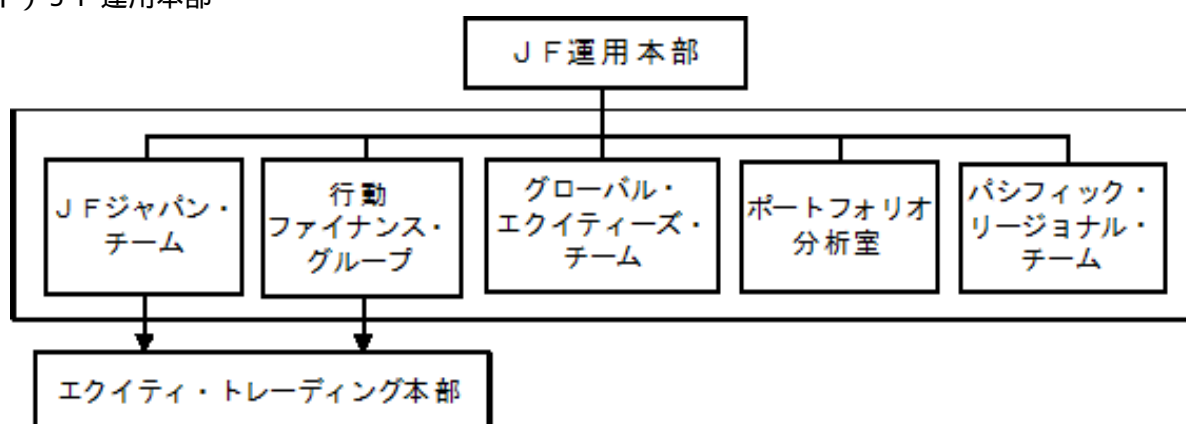 ＪＦ運用本部
ＪＦジャパン・
チーム
行動
ファイナンス・
グループ
グローバル・
エクイティーズ・
チーム
ポートフォリオ
分析室
パシフィック・
リージョナル・
チーム
エクイティ・トレーディング本部